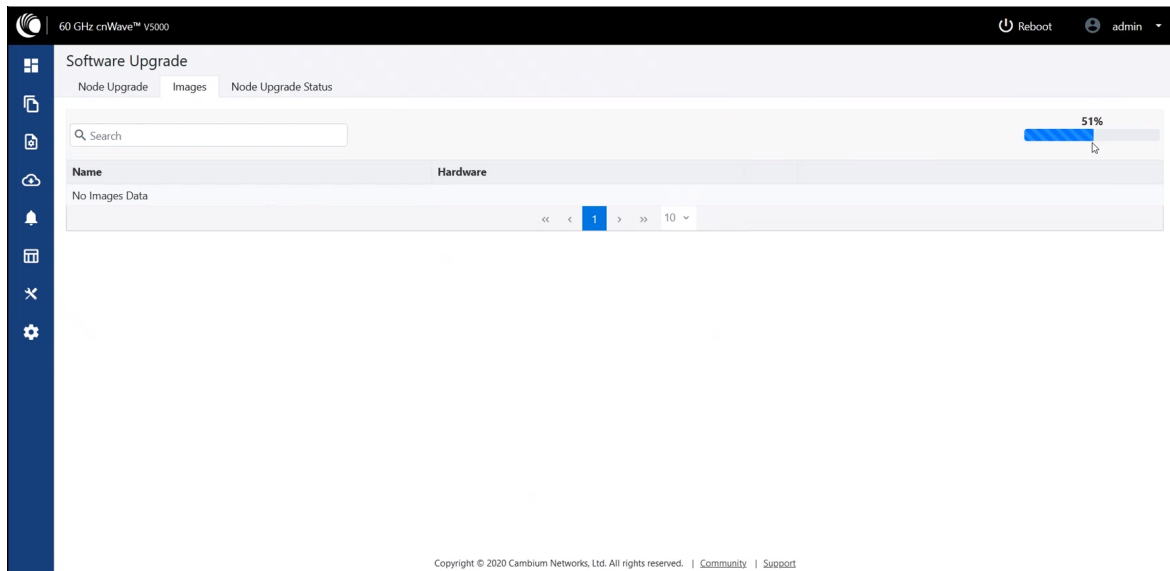 60 GHz cnWave™ V5000
Reboot
admin
Software Upgrade
Node Upgrade Images Node Upgrade Status
Search
51%
Name Hardware
No Images Data
« ‹ 1 › » 10
Copyright © 2020 Cambium Networks, Ltd. All rights reserved. | Community | Support